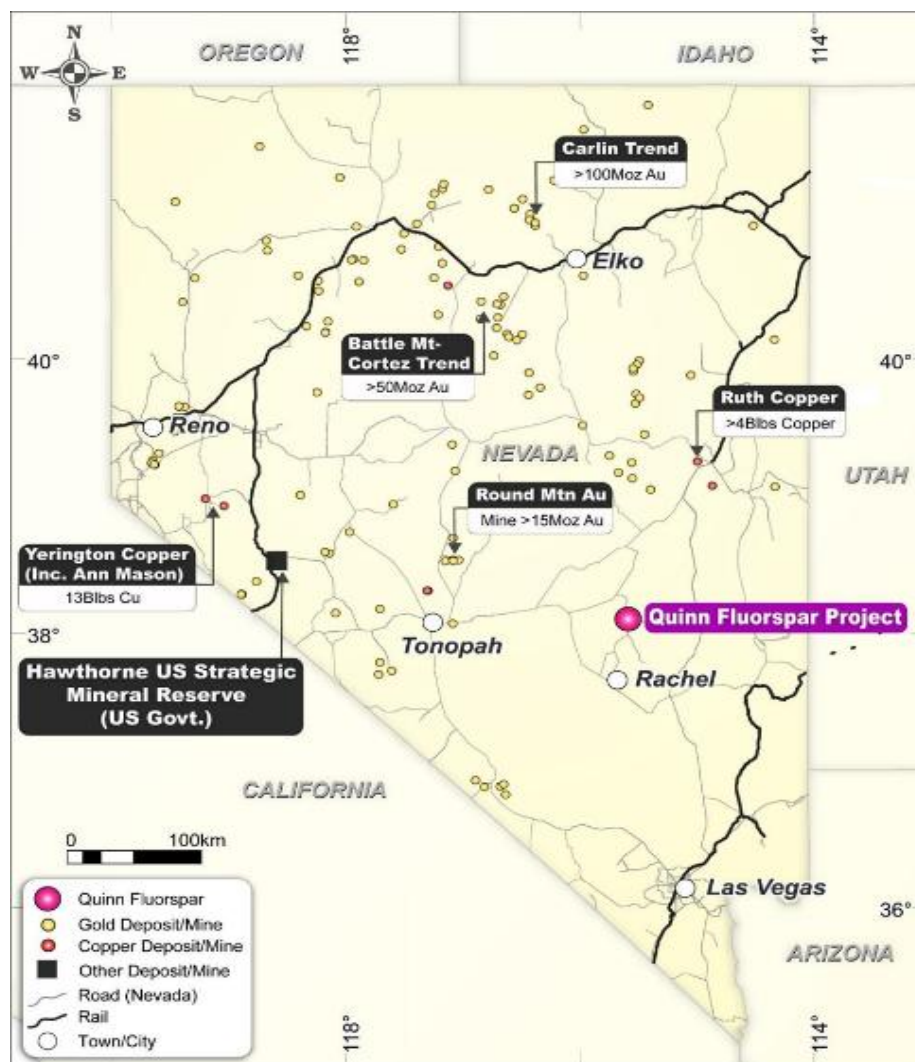 N
W E
S
OREGON
118°
IDAHO
114°
Carlin Trend
>100Moz Au
Elko
Battle Mt-
Cortez Trend
>50Moz Au
40°
40°
Ruth Copper
>4Blbs Copper
Reno
NEVADA
UTAH
Round Mtn Au
Mine >15Moz Au
Yerington Copper
(Inc. Ann Mason)
13Blbs Cu
Quinn Fluorspar Project
38°
38°
Tonopah
Hawthorne US Strategic
Mineral Reserve
(US Govt.)
Rachel
CALIFORNIA
0 100km
Las Vegas
36°
ARIZONA
Quinn Fluorspar
Gold Deposit/Mine
Copper Deposit/Mine
Other Deposit/Mine
Road (Nevada)
Rail
Town/City
118°
114°